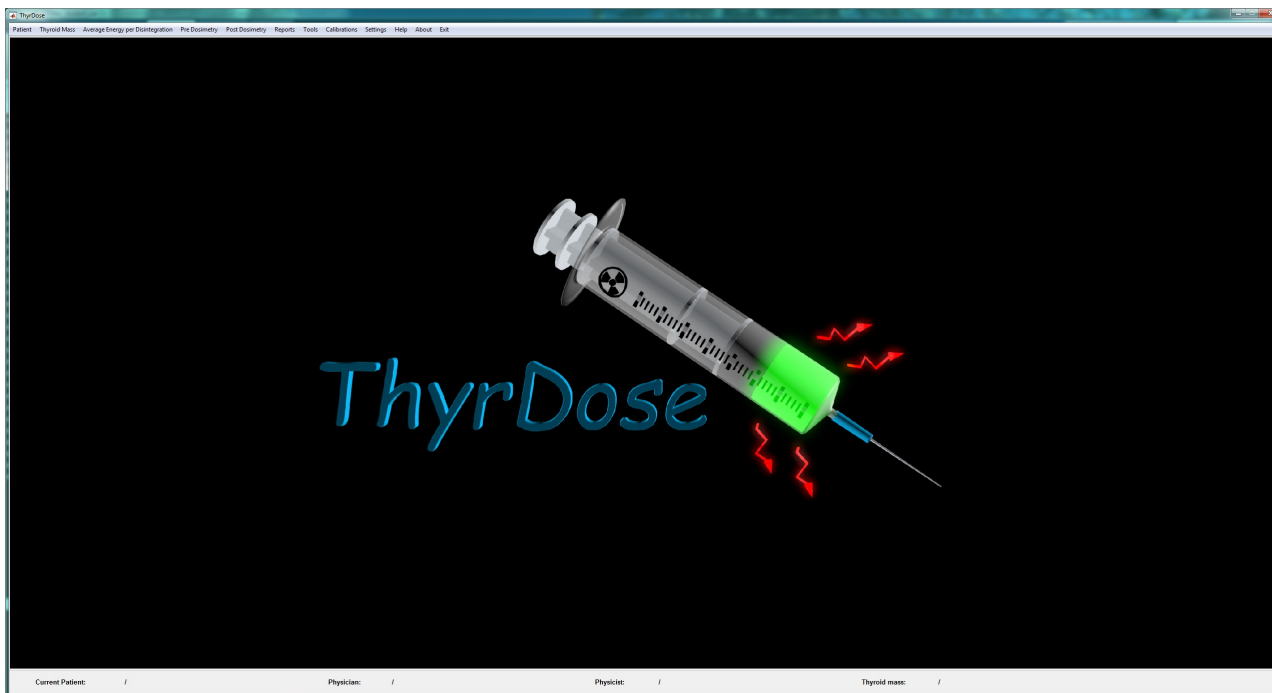 ThyrDose
Patient Thyroid Mass Average Energy per Disintegration Pre Dosimetry Post Dosimetry Reports Tools Calibrations Settings Help About Exit
ThyrDose
Current Patient: / Physician: / Physicist: / Thyroid mass: /